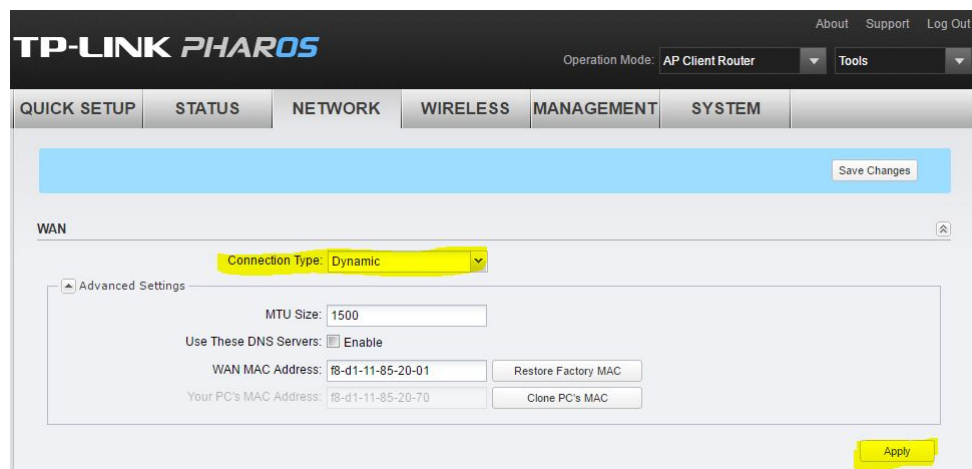 About Support Log Out
TP-LINK PHAROS
Operation Mode: AP Client Router Tools
QUICK SETUP STATUS NETWORK WIRELESS MANAGEMENT SYSTEM
Save Changes
WAN
Connection Type: Dynamic
Advanced Settings
MTU Size: 1500
Use These DNS Servers: Enable
WAN MAC Address: f8-d1-11-85-20-01 Restore Factory MAC
Your PC's MAC Address: f8-d1-11-85-20-70 Clone PC's MAC
Apply